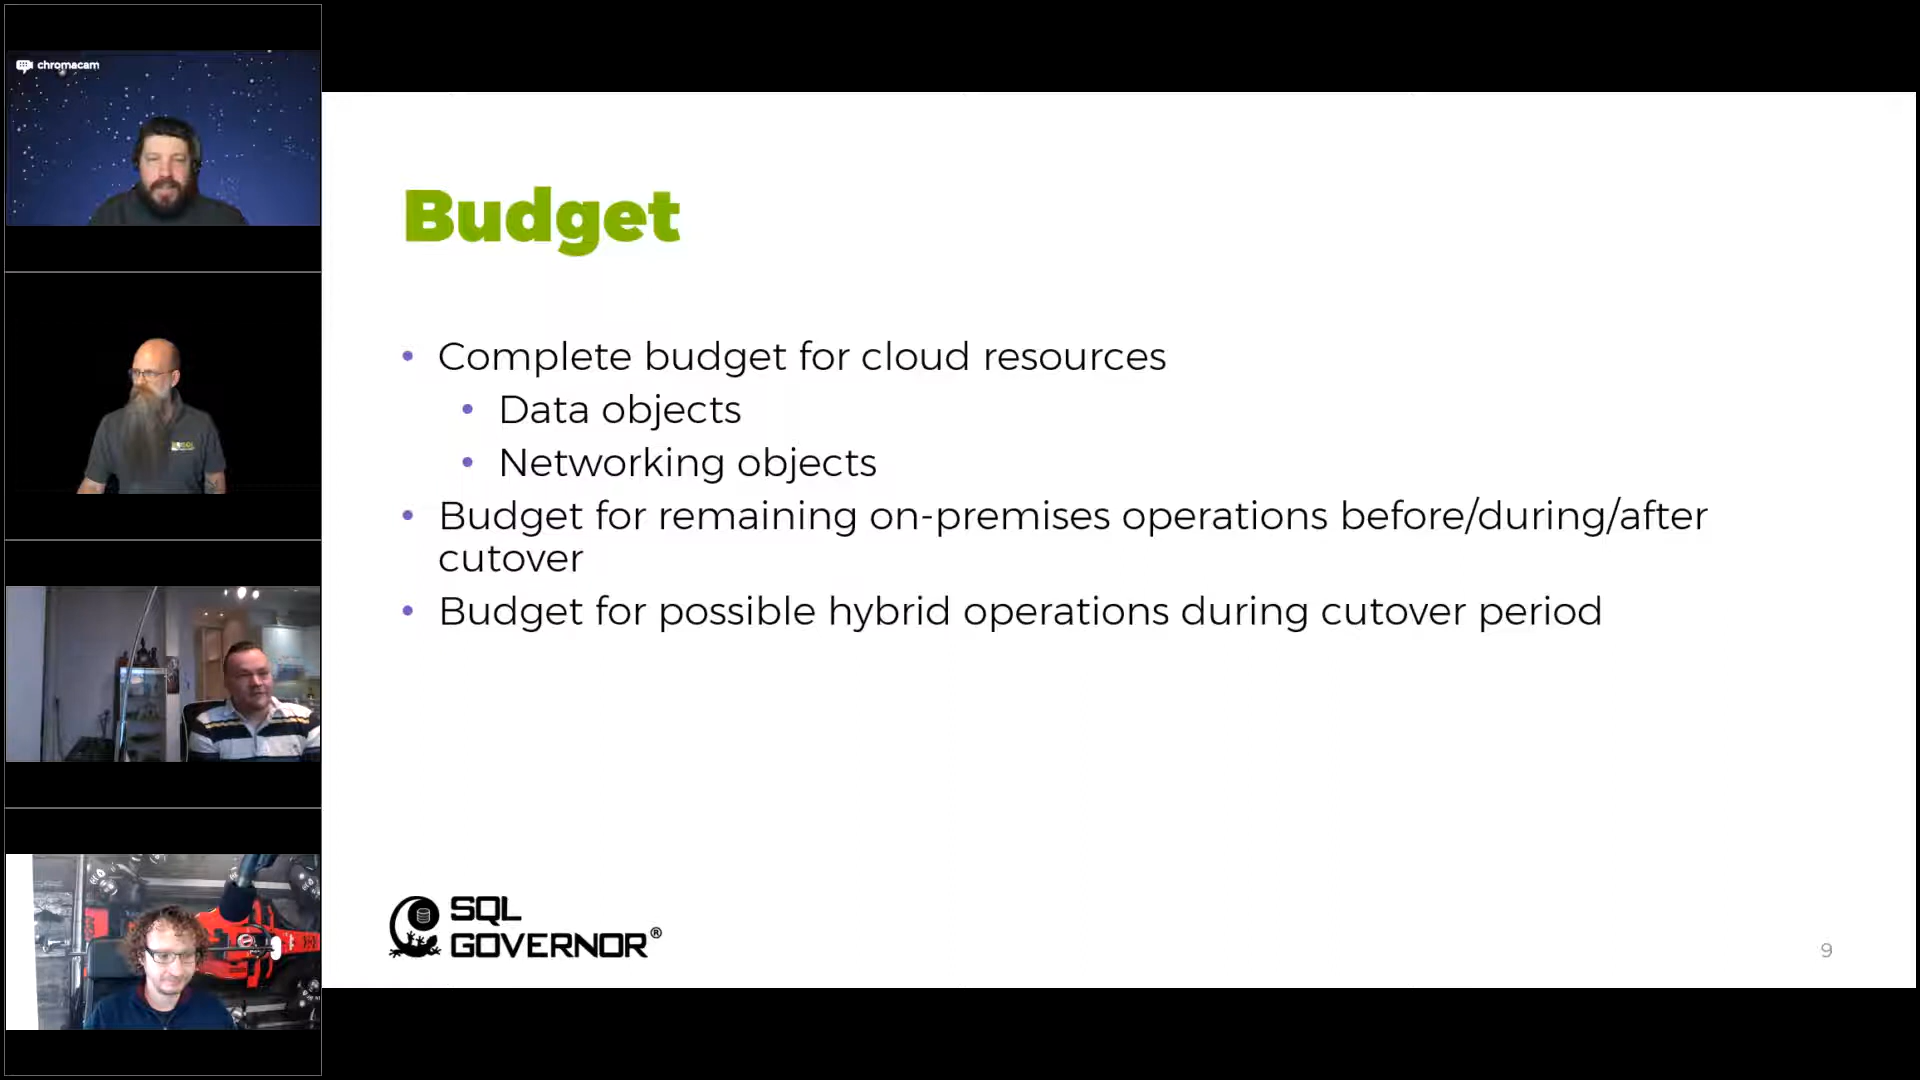 chromacam
Budget
• Complete budget for cloud resources
• Data objects
• Networking objects
• Budget for remaining on-premises operations before/during/after
cutover
• Budget for possible hybrid operations during cutover period
SQL
GOVERNOR®
9